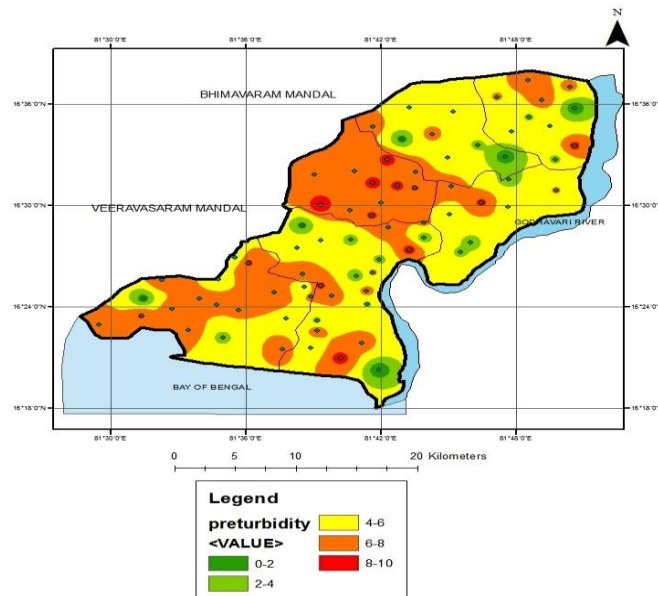 N
81°30'0"E 81°36'0"E 81°42'0"E 81°48'0"E
16°36'0"N 16°36'0"N
BHIMAVARAM MANDAL
16°30'0"N 16°30'0"N
VEERAVASARAM MANDAL
GODHAVARI RIVER
16°24'0"N 16°24'0"N
BAY OF BENGAL
16°18'0"N 16°18'0"N
81°30'0"E 81°36'0"E 81°42'0"E 81°48'0"E
0 5 10 20 Kilometers
Legend
preturbidity
<VALUE>
0-2
2-4
4-6
6-8
8-10